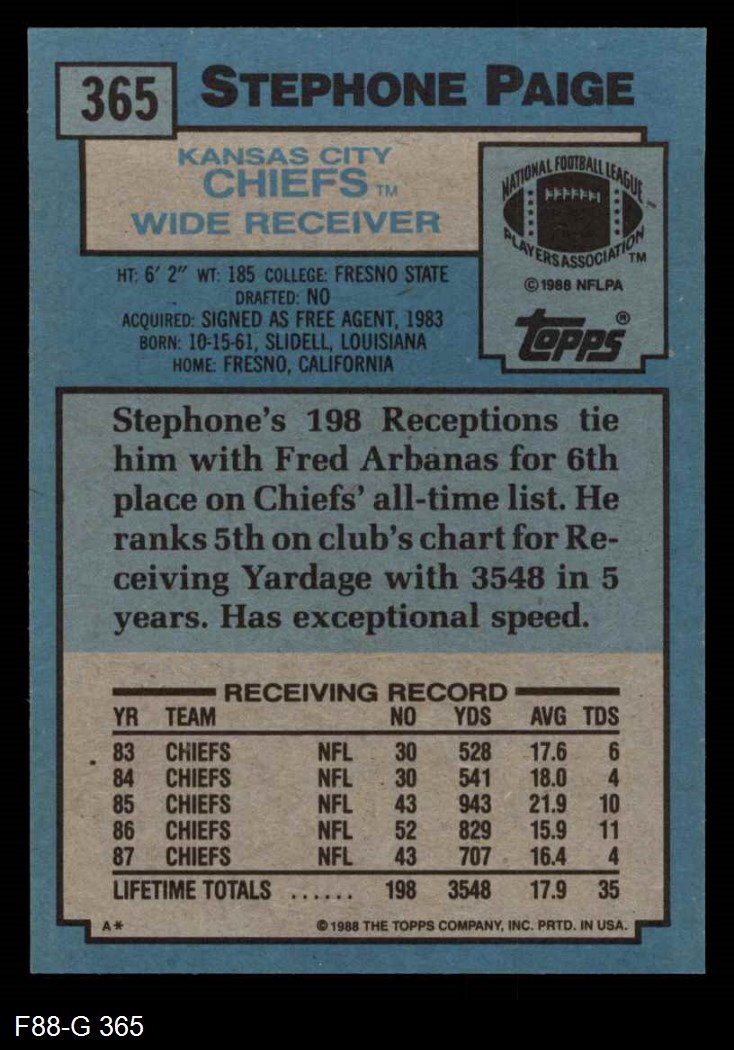 365
STEPHONE PAIGE
KANSAS CITY
CHIEFS TM
WIDE RECEIVER
NATIONAL FOOTBALL LEAGUE
PLAYERS ASSOCIATION TM
©1988 NFLPA
Topps®
HT: 6' 2" WT: 185 COLLEGE: FRESNO STATE
DRAFTED: NO
ACQUIRED: SIGNED AS FREE AGENT, 1983
BORN: 10-15-61, SLIDELL, LOUISIANA
HOME: FRESNO, CALIFORNIA
Stephone's 198 Receptions tie
him with Fred Arbanas for 6th
place on Chiefs' all-time list. He
ranks 5th on club's chart for Re-
ceiving Yardage with 3548 in 5
years. Has exceptional speed.
RECEIVING RECORD
YR TEAM NO YDS AVG TDS
83 CHIEFS NFL 30 528 17.6 6
84 CHIEFS NFL 30 541 18.0 4
85 CHIEFS NFL 43 943 21.9 10
86 CHIEFS NFL 52 829 15.9 11
87 CHIEFS NFL 43 707 16.4 4
LIFETIME TOTALS ...... 198 3548 17.9 35
A* ©1988 THE TOPPS COMPANY, INC. PRTD. IN USA.
F88-G 365